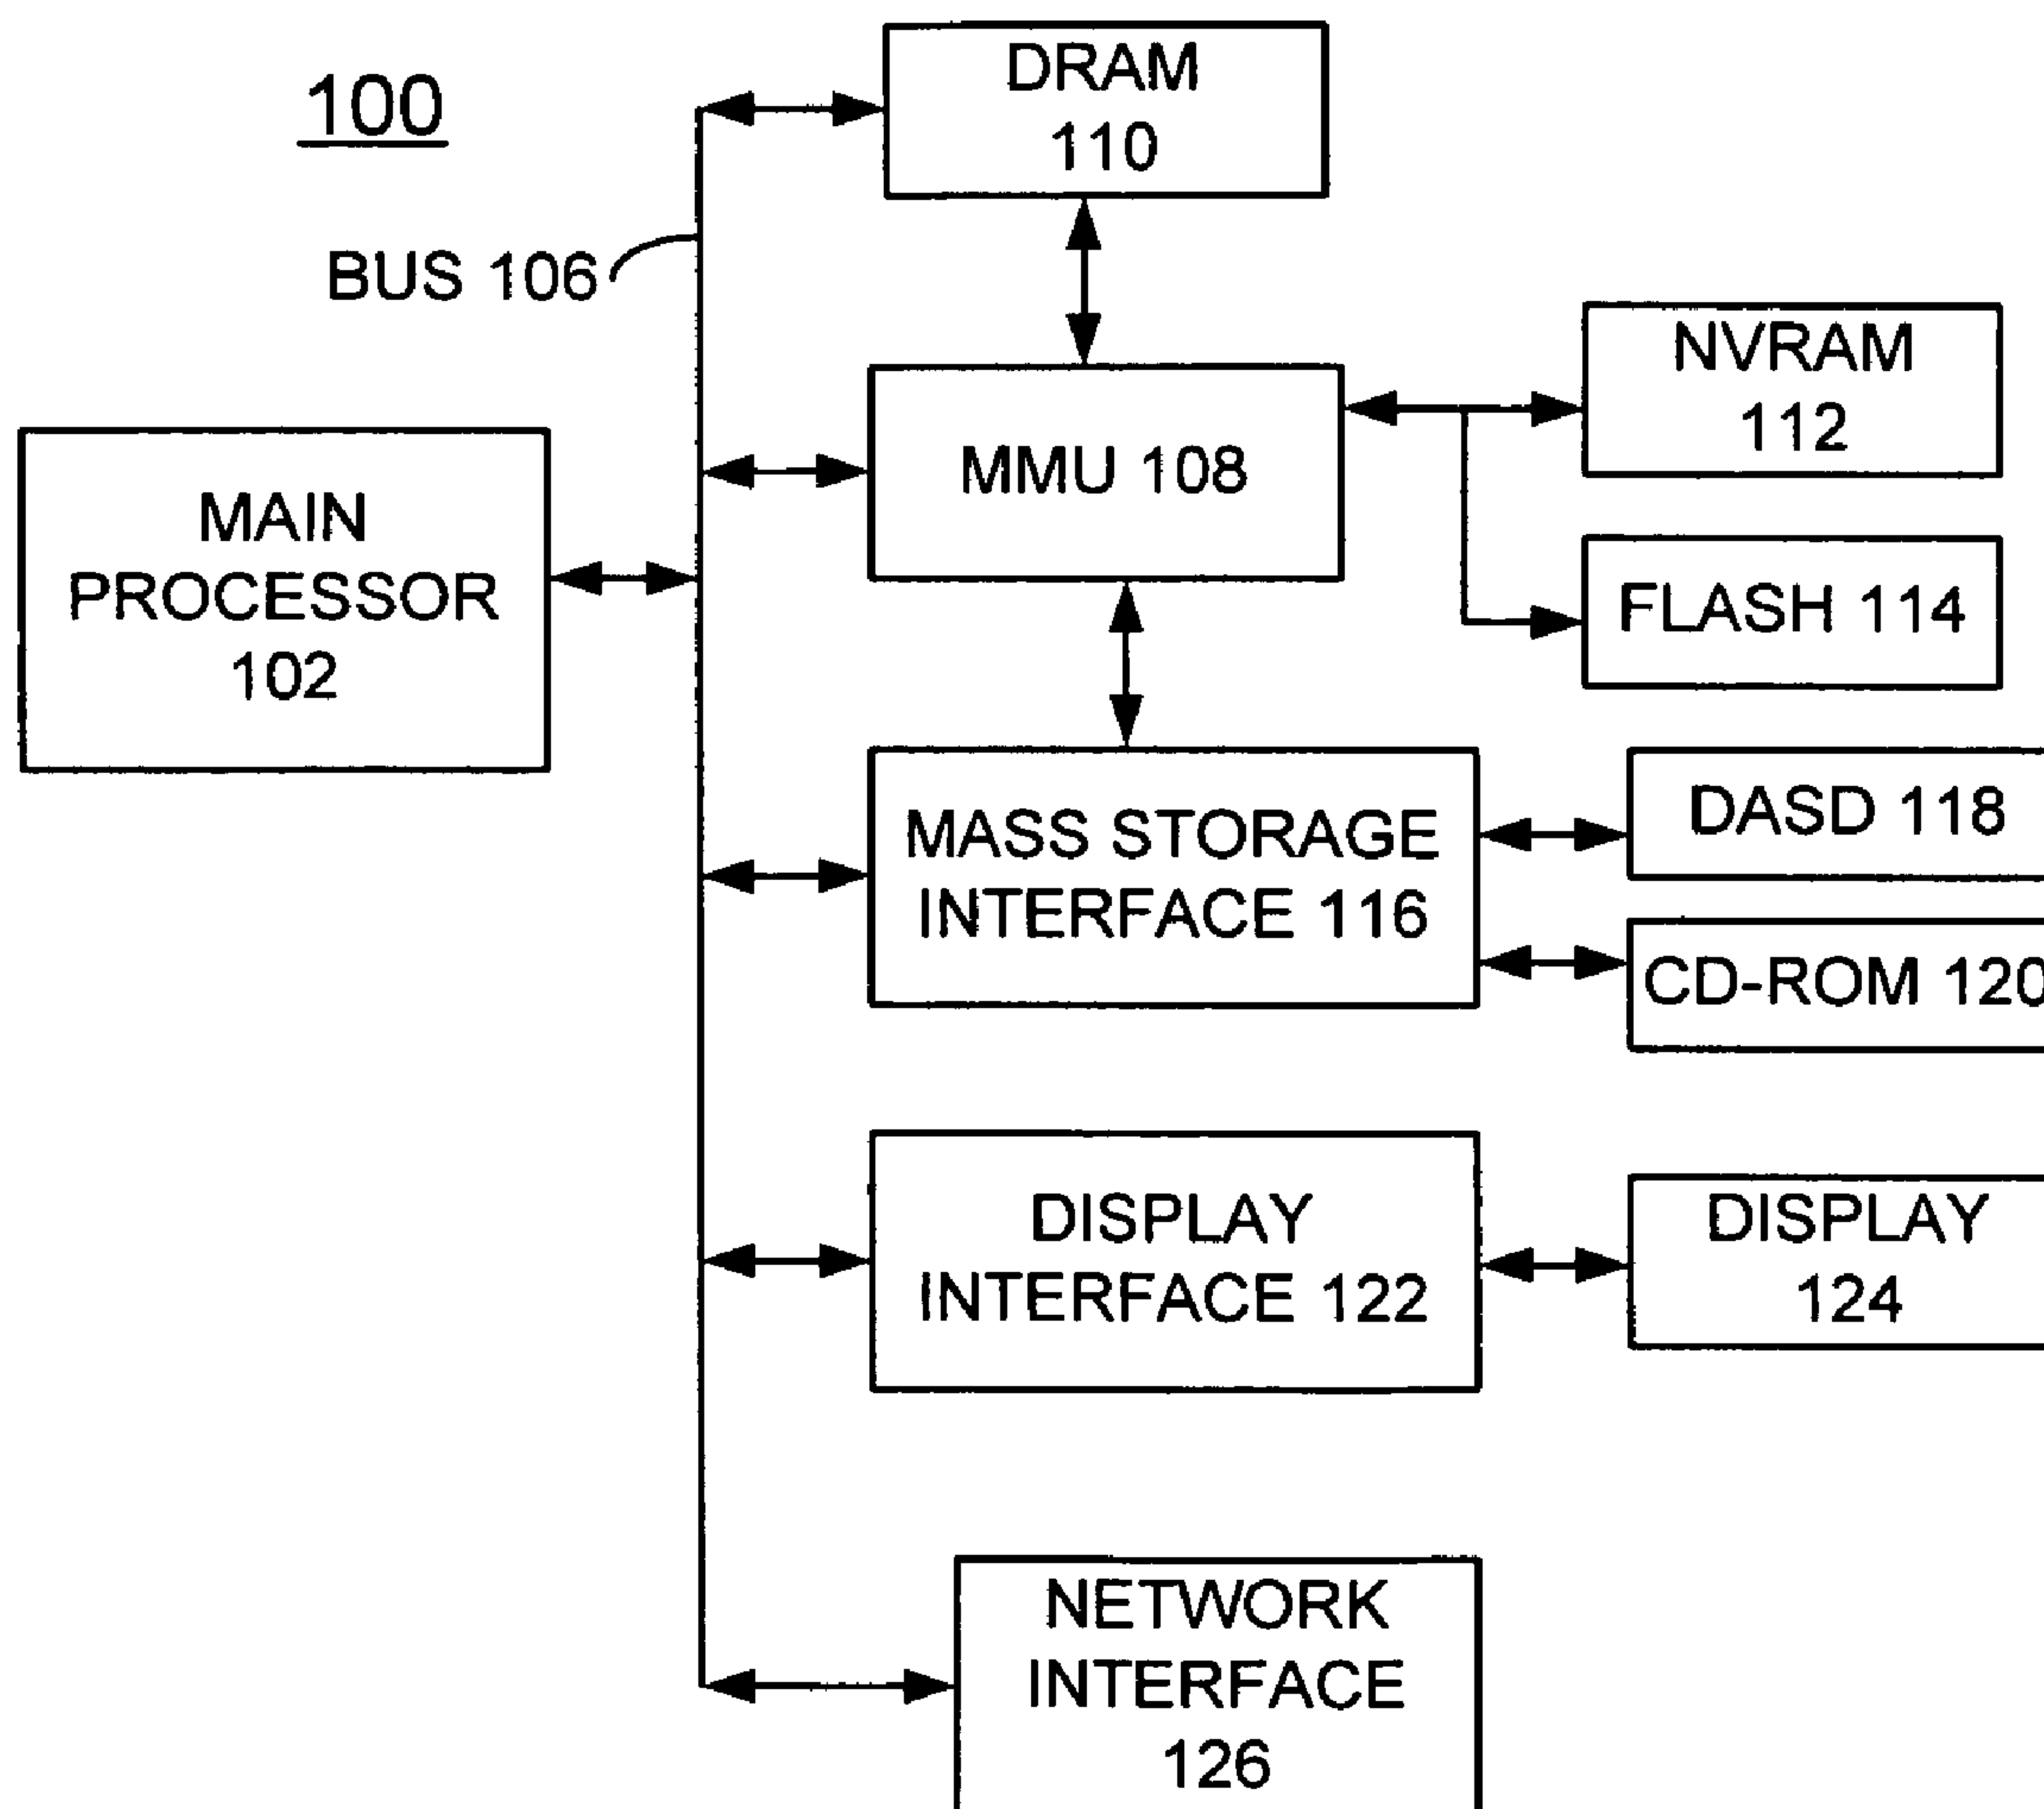 100
DRAM
110
BUS 106
NVRAM
112
MMU 108
MAIN
PROCESSOR
102
FLASH 114
DASD 118
MASS STORAGE
INTERFACE 116
CD-ROM 120
DISPLAY
INTERFACE 122
DISPLAY
124
NETWORK
INTERFACE
126